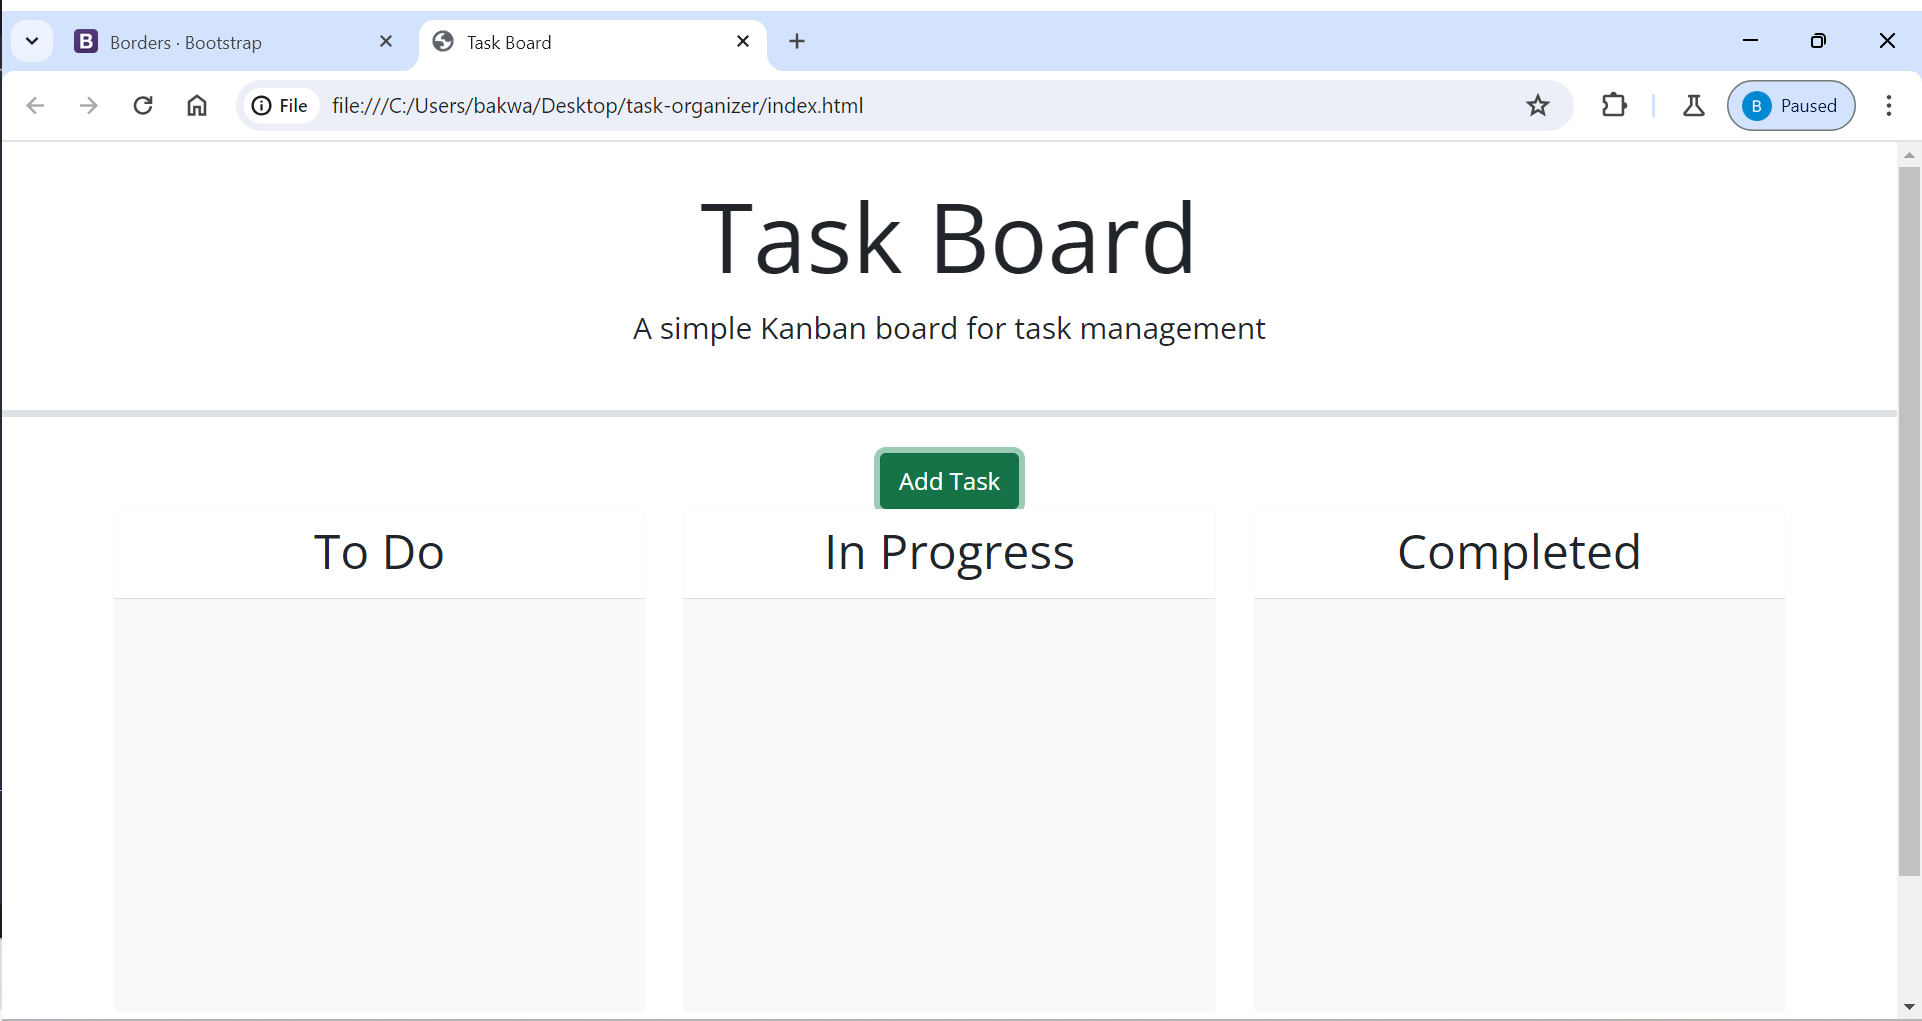 B Borders · Bootstrap
Task Board
File file:///C:/Users/bakwa/Desktop/task-organizer/index.html
B Paused
Task Board
A simple Kanban board for task management
Add Task
To Do
In Progress
Completed